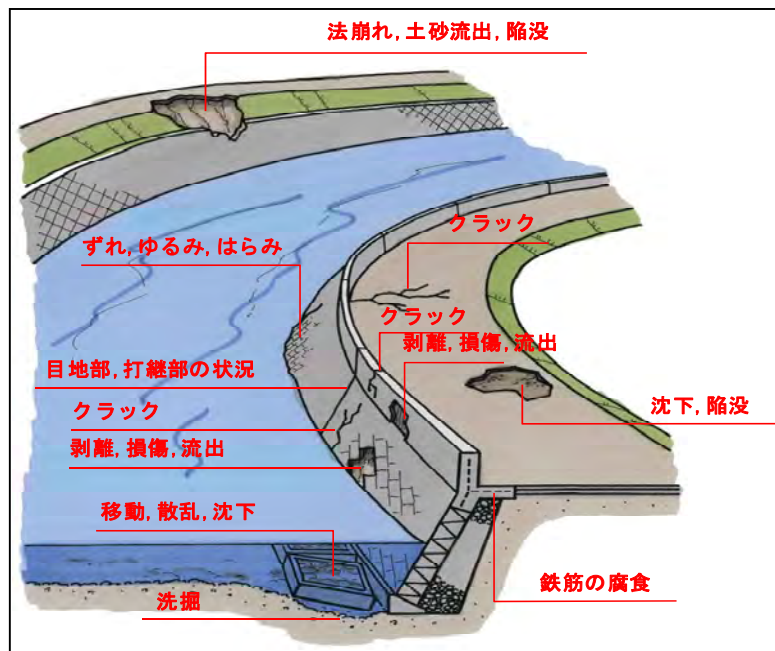 法崩れ,土砂流出,陥没
クラック
ずれ,ゆるみ,はらみ
クラック
剥離,損傷,流出
目地部,打継部の状況
クラック
沈下,陥没
剥離,損傷,流出
移動,散乱,沈下
鉄筋の腐食
洗掘